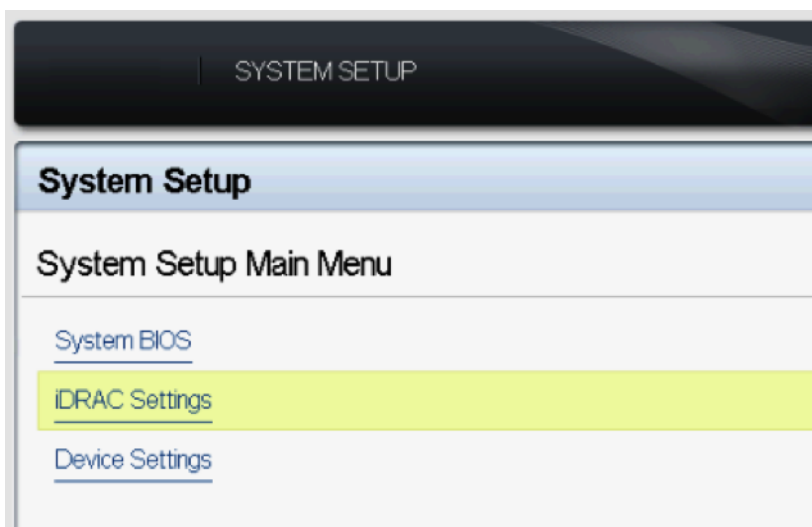 SYSTEM SETUP
System Setup
System Setup Main Menu
System BIOS
iDRAC Settings
Device Settings